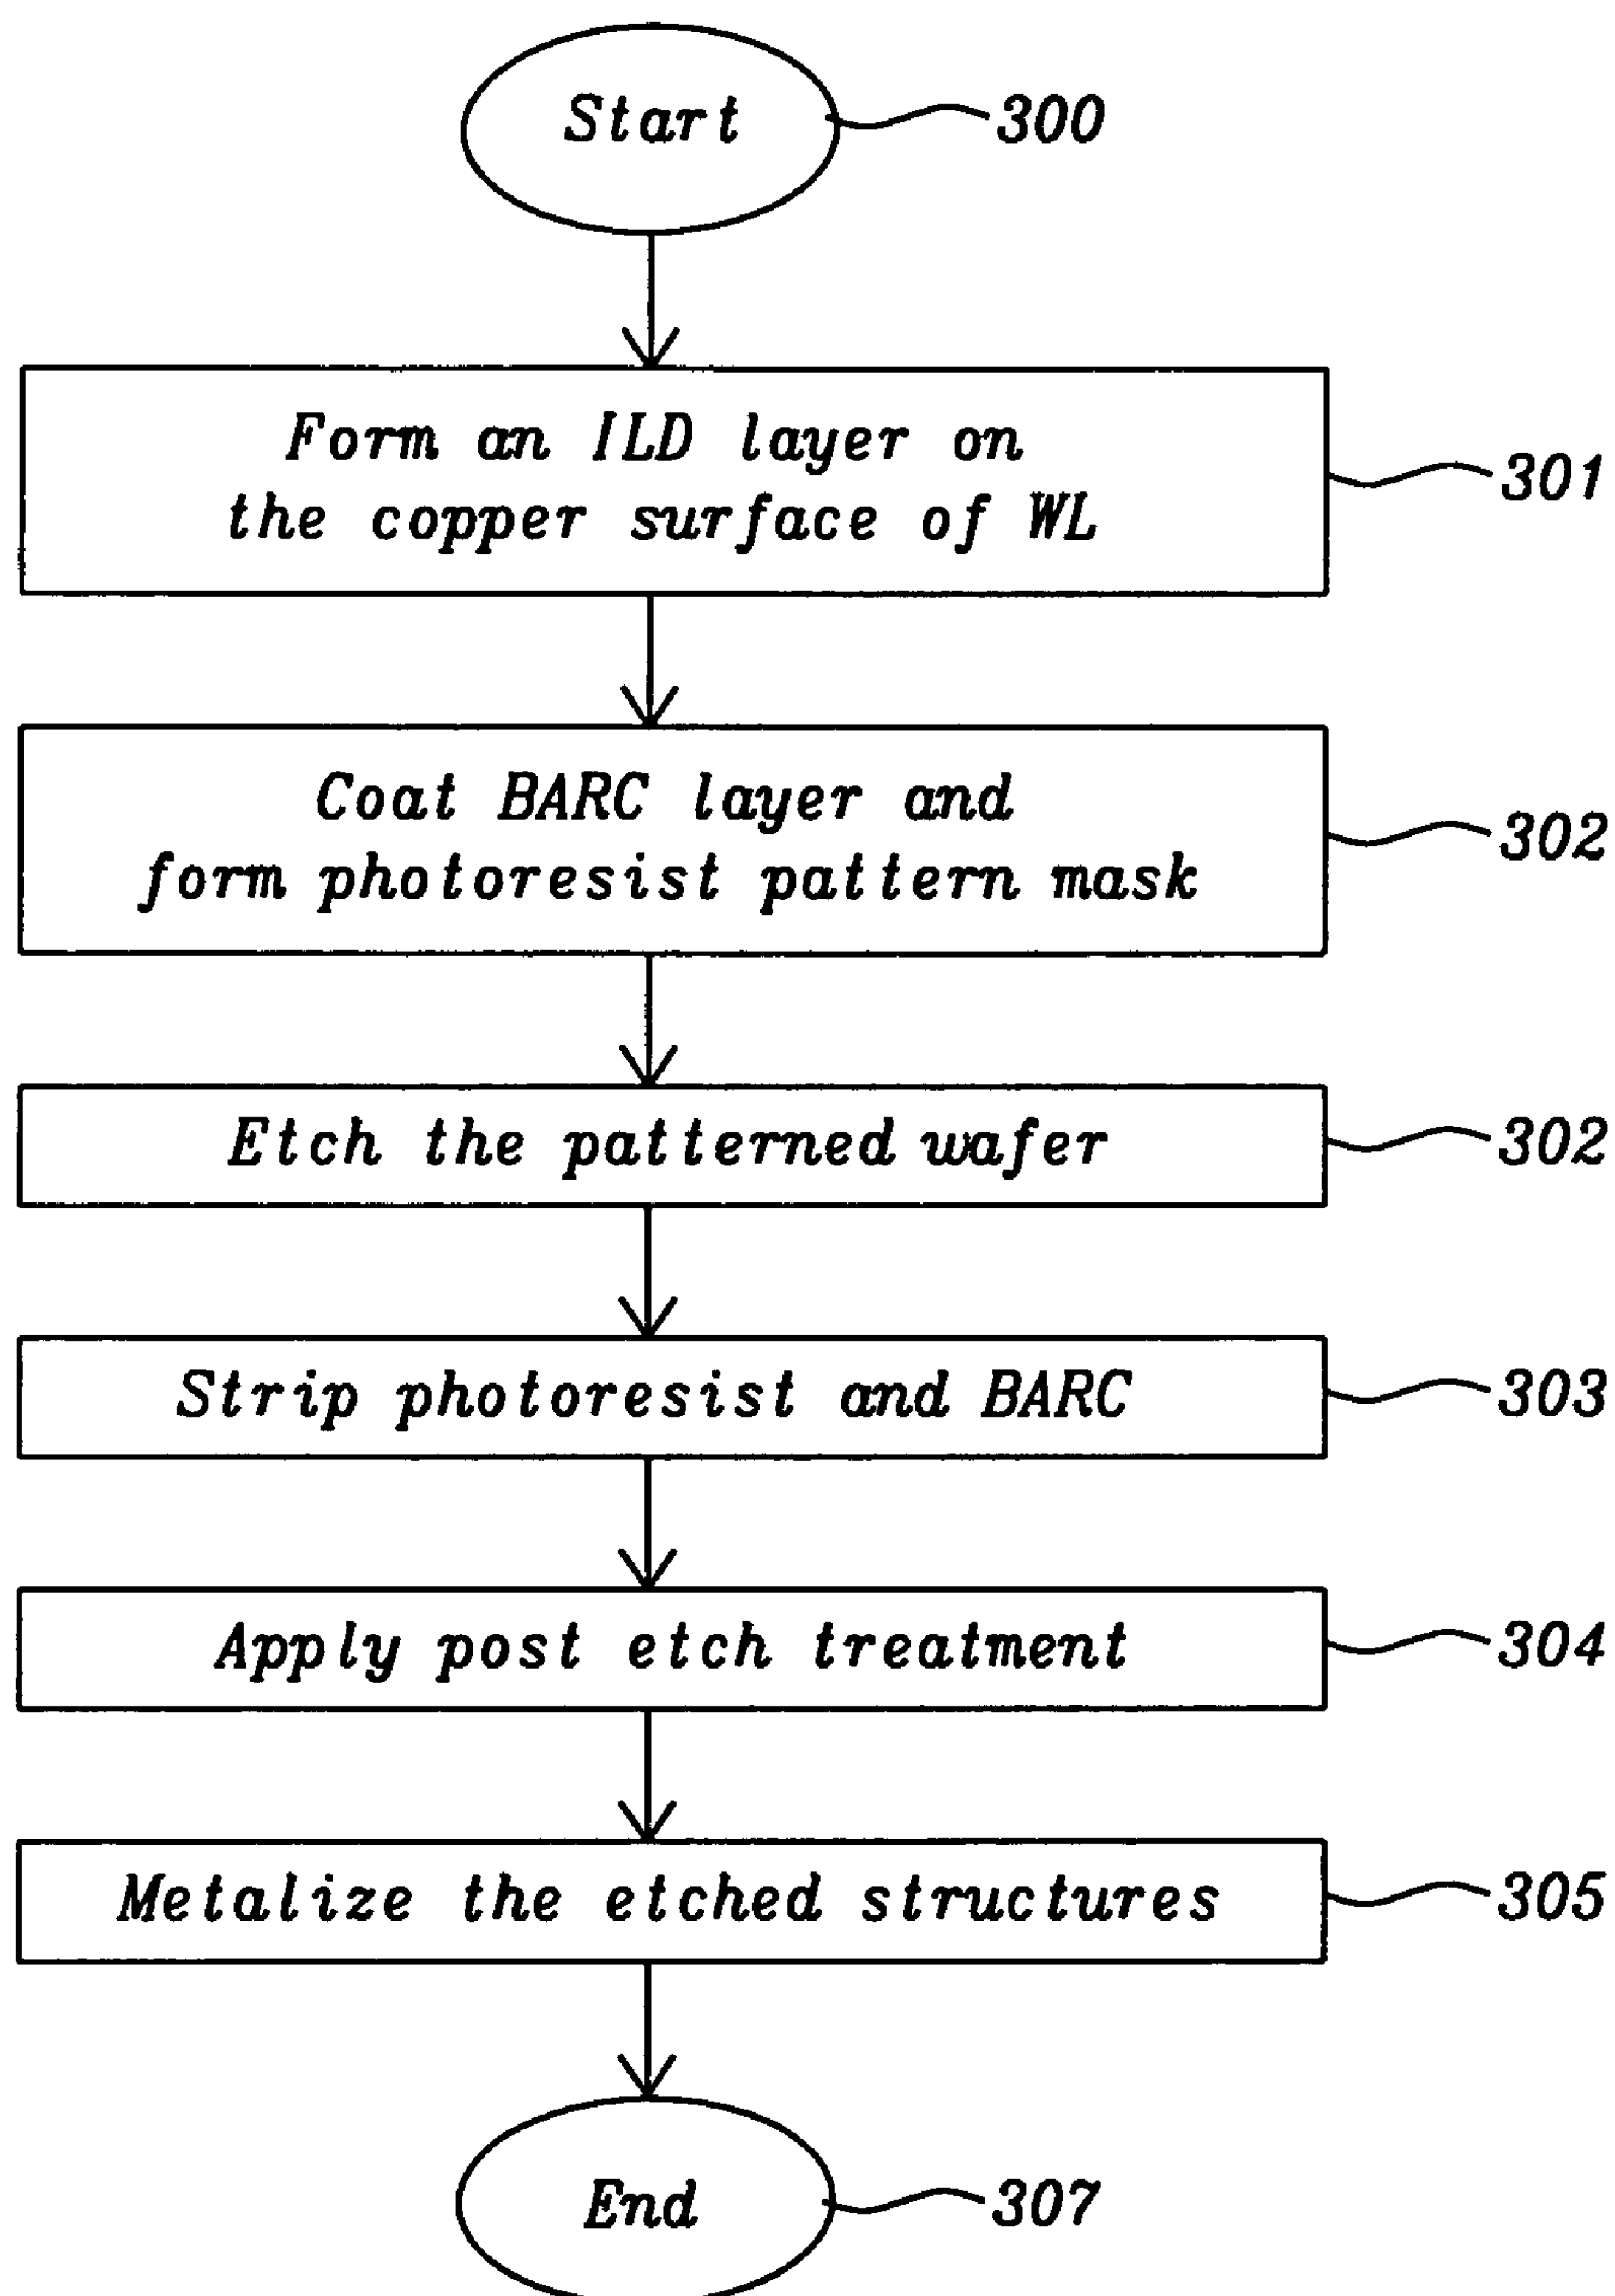 Start
300
Form an ILD layer on
the copper surface of WL
301
Coat BARC layer and
form photoresist pattern mask
302
Etch the patterned wafer
302
Strip photoresist and BARC
303
Apply post etch treatment
304
Metalize the etched structures
305
End
307